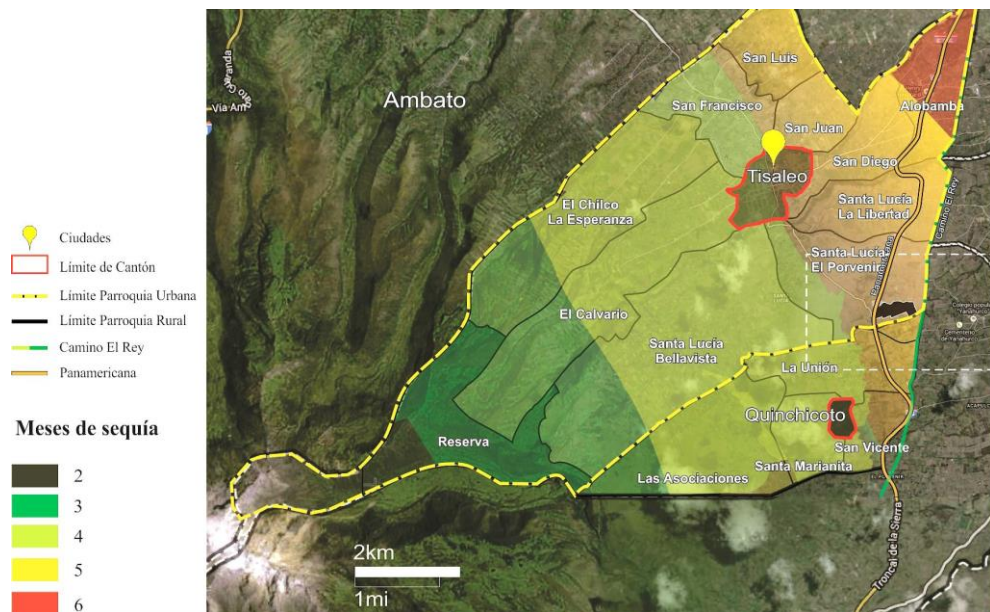 Ciudades
Límite de Cantón
Límite Parroquia Urbana
Límite Parroquia Rural
Camino El Rey
Panamericana
Meses de sequía
2
3
4
5
6
Vía Am
Ambato
San Luis
San Francisco
Alobamba
San Juan
Tisaleo
San Diego
El Chilco
La Esperanza
Santa Lucía
La Libertad
Camino El Rey
Santa Lucía
El Porvenir
Panamericana
El Calvario
Santa Lucía
Bellavista
La Unión
Quinchicoto
San Vicente
Reserva
Santa Marianita
Las Asociaciones
Troncal de la Sierra
2km
1mi